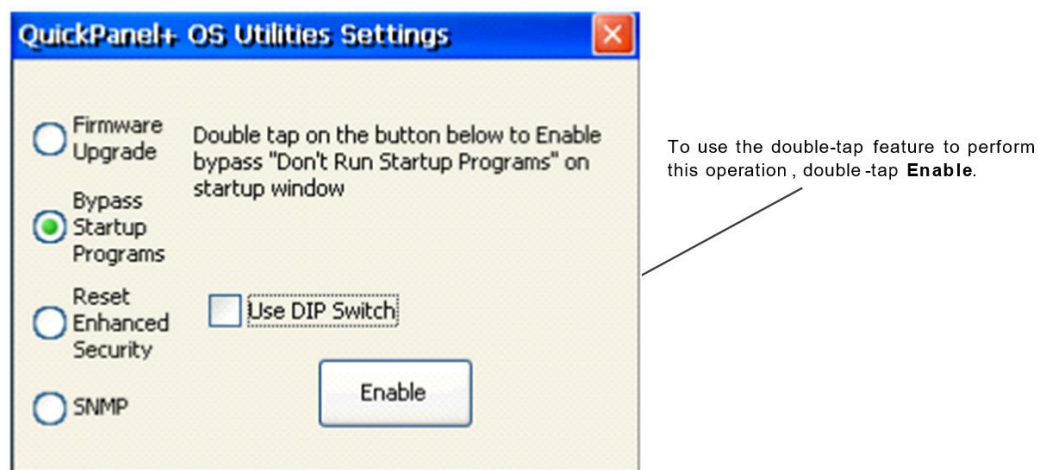 QuickPanel+ OS Utilities Settings
Firmware
Upgrade
Bypass
Startup
Programs
Reset
Enhanced
Security
SNMP
Double tap on the button below to Enable
bypass "Don't Run Startup Programs" on
startup window
Use DIP Switch
Enable
To use the double-tap feature to perform
this operation , double -tap Enable.